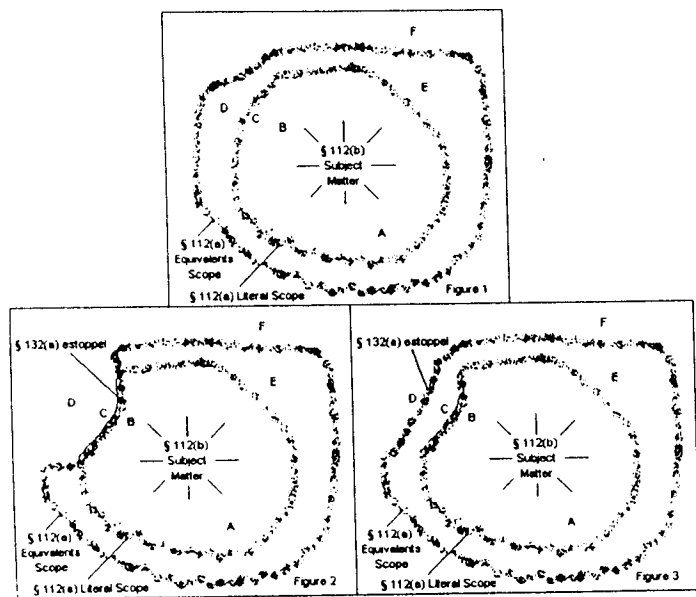 F
D
E
C
B
§ 112(b)
Subject
Matter
A
§ 112(a)
Equivalents
Scope
§ 112(a) Literal Scope
Figure 1
F
§ 132(a) estoppel
E
D
C
B
§ 112(b)
Subject
Matter
A
§ 112(a)
Equivalents
Scope
§ 112(a) Literal Scope
Figure 2
F
§ 132(a) estoppel
E
D
C
B
§ 112(b)
Subject
Matter
A
§ 112(a)
Equivalents
Scope
§ 112(a) Literal Scope
Figure 3